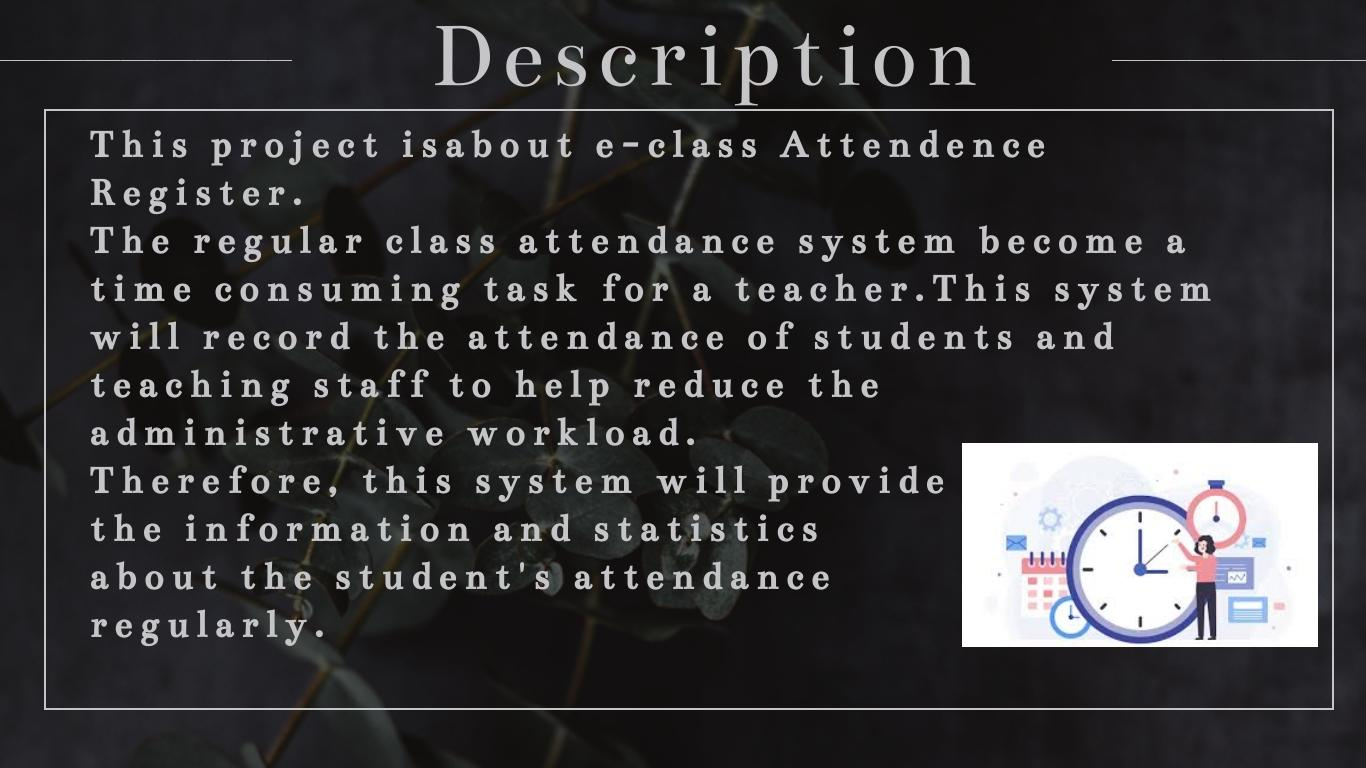 Description
This project isabout e-class Attendence
Register.
The regular class attendance system become a
time consuming task for a teacher.This system
will record the attendance of students and
teaching staff to help reduce the
administrative workload.
Therefore, this system will provide
the information and statistics
about the student's attendance
regularly.